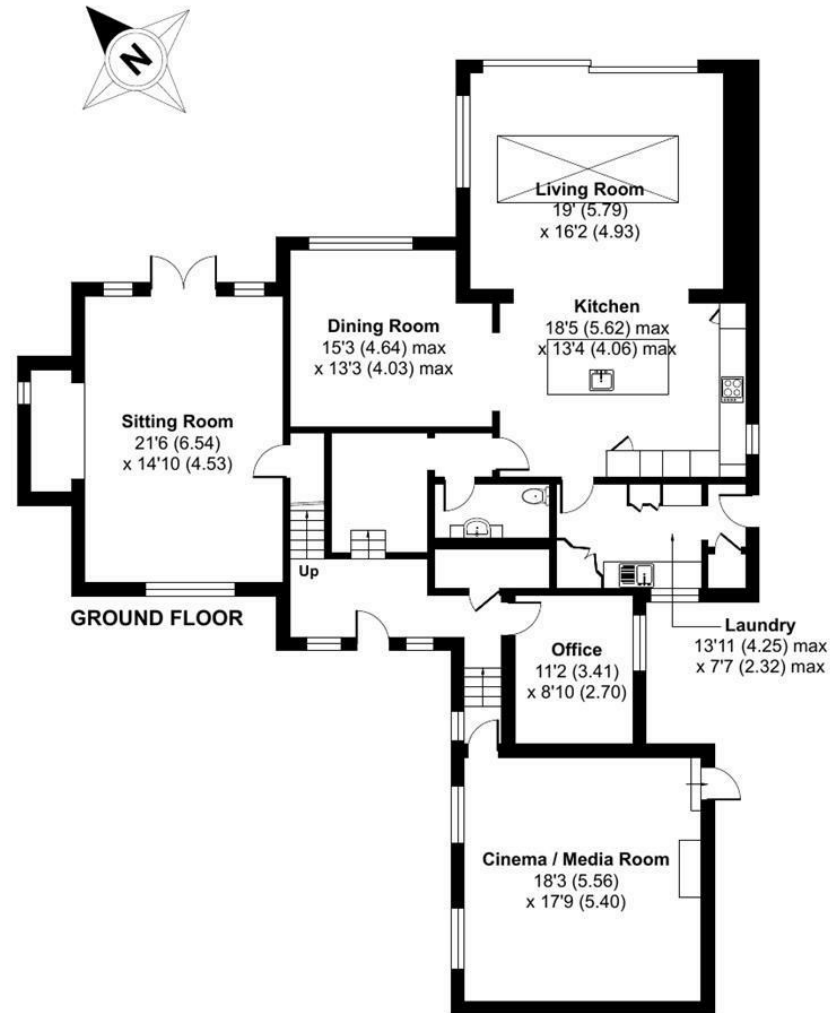 N
Living Room
19' (5.79)
x 16'2 (4.93)
Kitchen
18'5 (5.62) max
x 13'4 (4.06) max
Dining Room
15'3 (4.64) max
x 13'3 (4.03) max
Sitting Room
21'6 (6.54)
x 14'10 (4.53)
Up
GROUND FLOOR
Laundry
13'11 (4.25) max
x 7'7 (2.32) max
Office
11'2 (3.41)
x 8'10 (2.70)
Cinema / Media Room
18'3 (5.56)
x 17'9 (5.40)